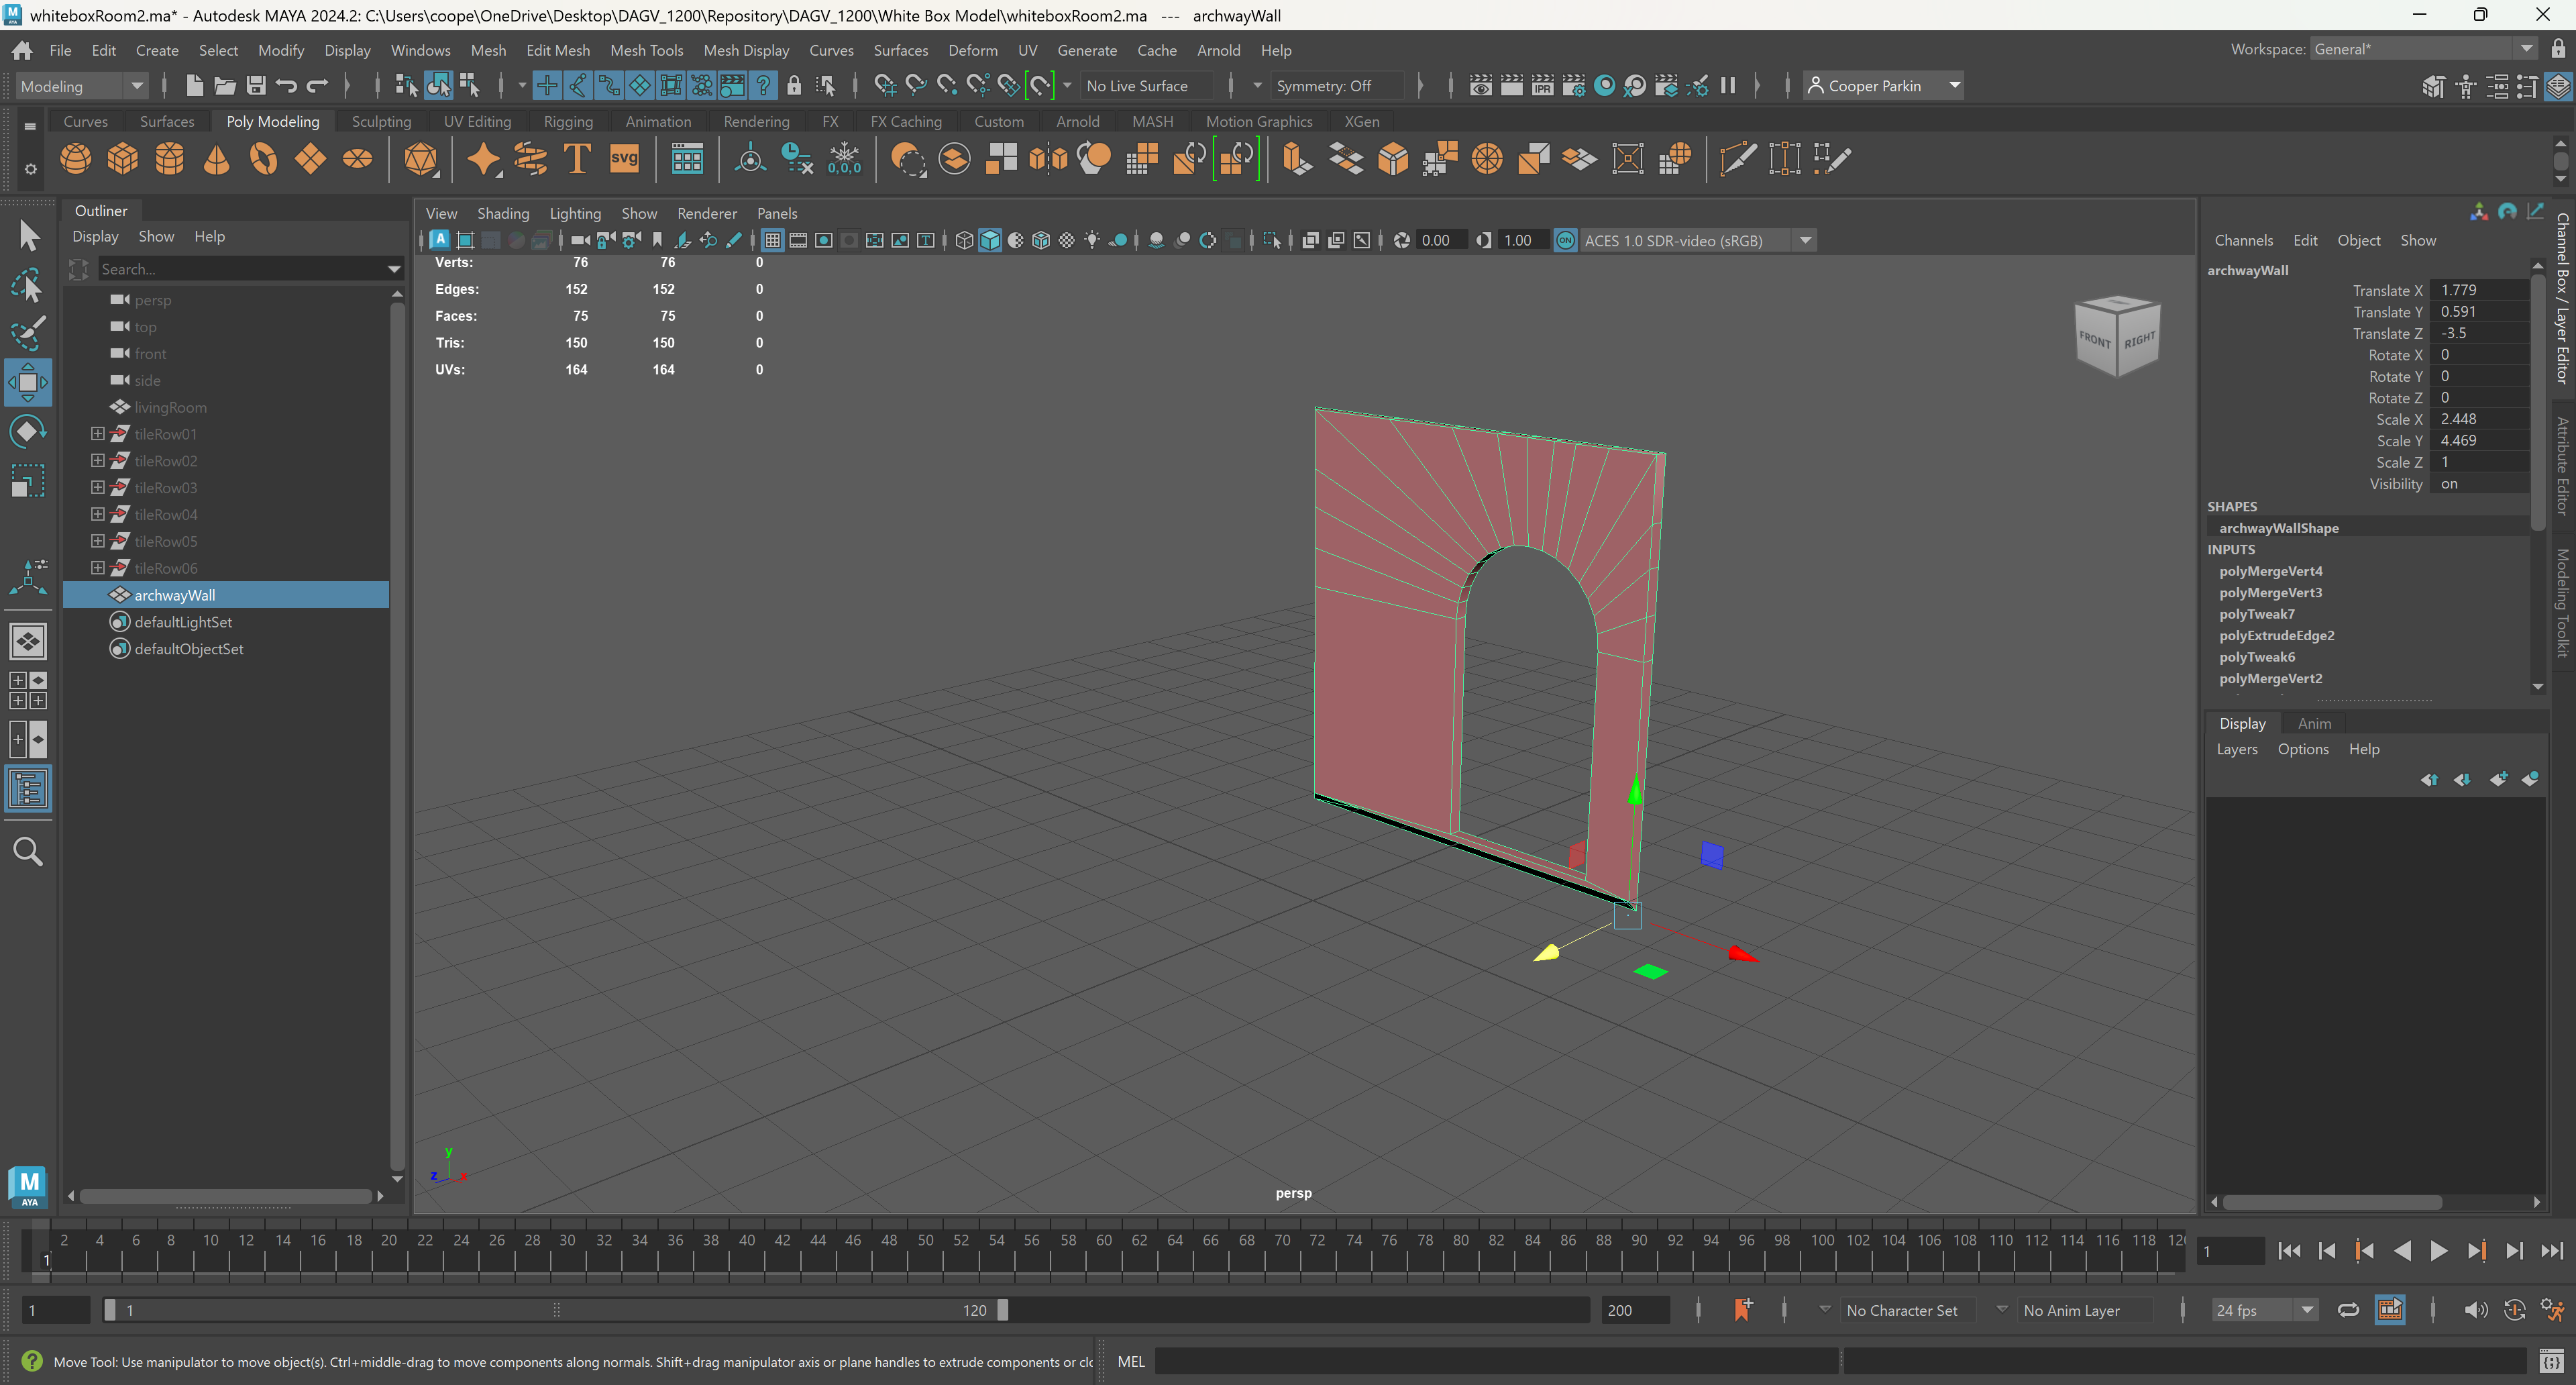 whiteboxRoom2.ma* - Autodesk MAYA 2024.2: C:\Users\coope\OneDrive\Desktop\DAGV_1200\Repository\DAGV_1200\White Box Model\whiteboxRoom2.ma --- archwayWall
File Edit Create Select Modify Display Windows Mesh Edit Mesh Mesh Tools Mesh Display Curves Surfaces Deform UV Generate Cache Arnold Help
Workspace: General*
Modeling
No Live Surface
Symmetry: Off
IPR
Cooper Parkin
Curves Surfaces Poly Modeling Sculpting UV Editing Rigging Animation Rendering FX FX Caching Custom Arnold MASH Motion Graphics XGen
svg
0,0,0
Outliner
Display Show Help
Search...
persp
top
front
side
livingRoom
tileRow01
tileRow02
tileRow03
tileRow04
tileRow05
tileRow06
archwayWall
defaultLightSet
defaultObjectSet
View Shading Lighting Show Renderer Panels
0.00
1.00
ON
ACES 1.0 SDR-video (sRGB)
Verts: 76 76 0
Edges: 152 152 0
Faces: 75 75 0
Tris: 150 150 0
UVs: 164 164 0
FRONT
RIGHT
y
z
x
persp
Channels Edit Object Show
archwayWall
Translate X 1.779
Translate Y 0.591
Translate Z -3.5
Rotate X 0
Rotate Y 0
Rotate Z 0
Scale X 2.448
Scale Y 4.469
Scale Z 1
Visibility on
SHAPES
archwayWallShape
INPUTS
polyMergeVert4
polyMergeVert3
polyTweak7
polyExtrudeEdge2
polyTweak6
polyMergeVert2
Display Anim
Layers Options Help
Channel Box / Layer Editor
Attribute Editor
Modeling Toolkit
M
AYA
2 4 6 8 10 12 14 16 18 20 22 24 26 28 30 32 34 36 38 40 42 44 46 48 50 52 54 56 58 60 62 64 66 68 70 72 74 76 78 80 82 84 86 88 90 92 94 96 98 100 102 104 106 108 110 112 114 116 118
1
1
1
1
120
200
No Character Set
No Anim Layer
24 fps
Move Tool: Use manipulator to move object(s). Ctrl+middle-drag to move components along normals. Shift+drag manipulator axis or plane handles to extrude components or cl
MEL